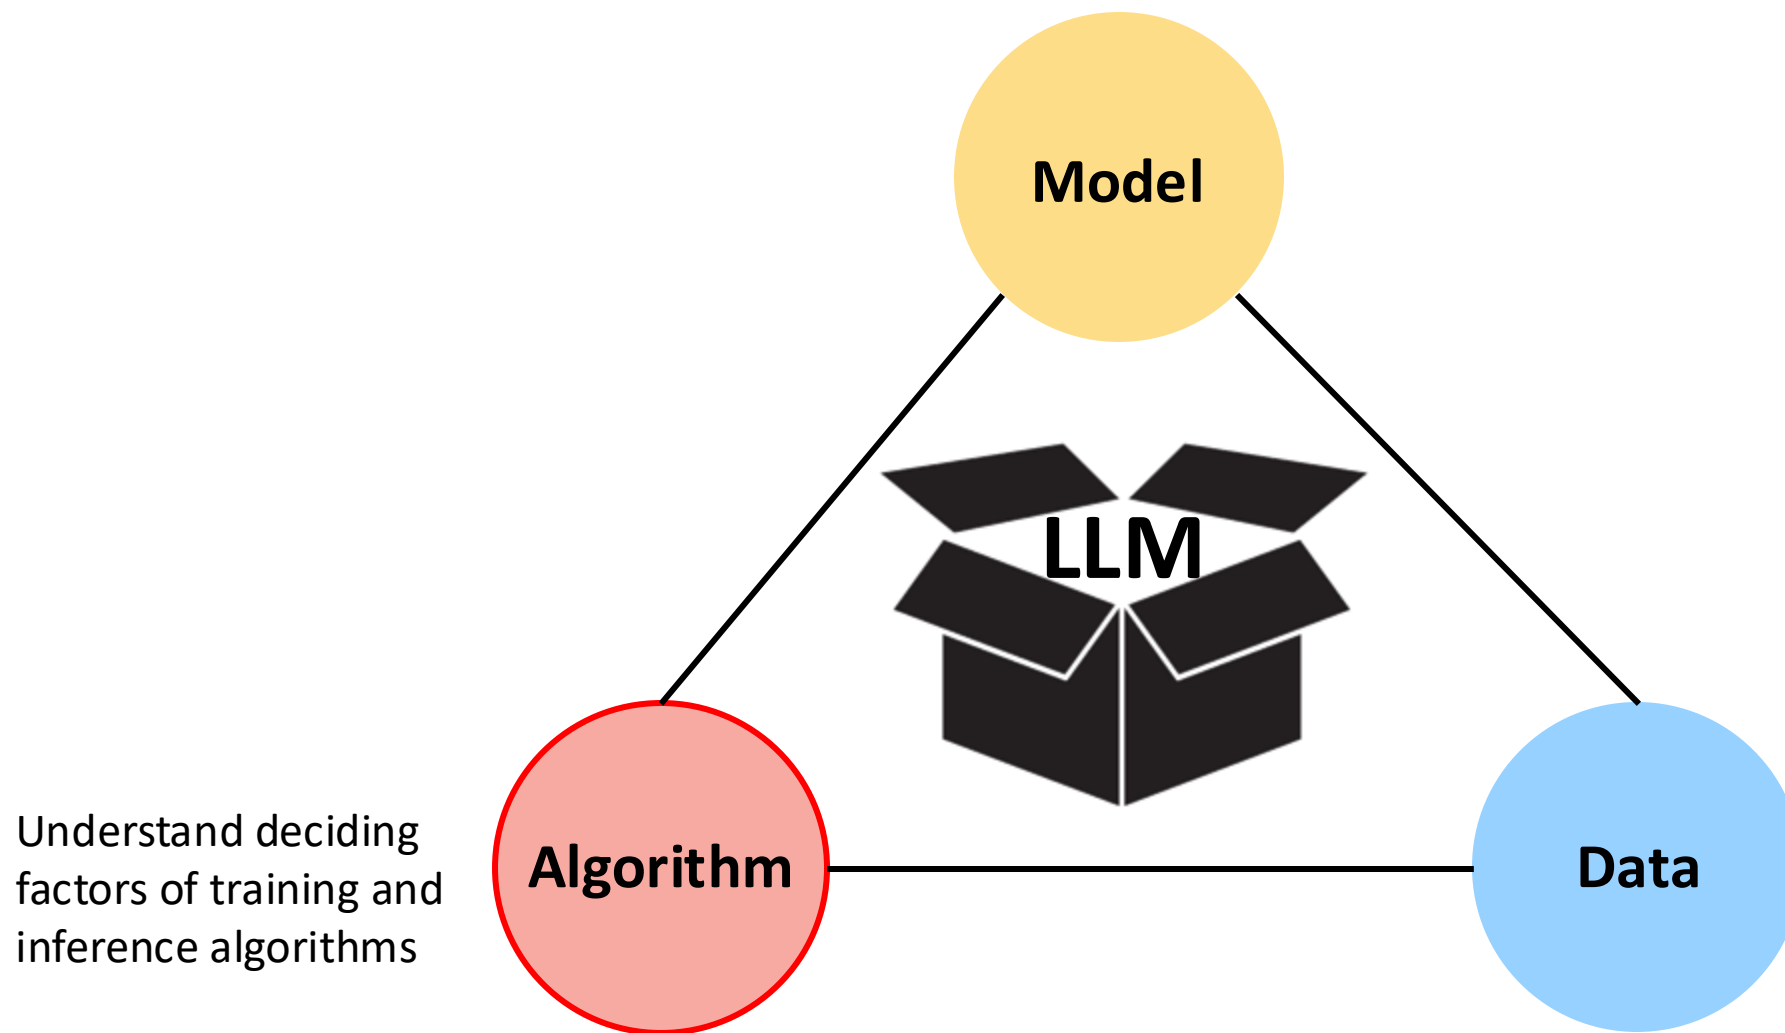 Model
LLM
Understand deciding
factors of training and
inference algorithms
Algorithm
Data